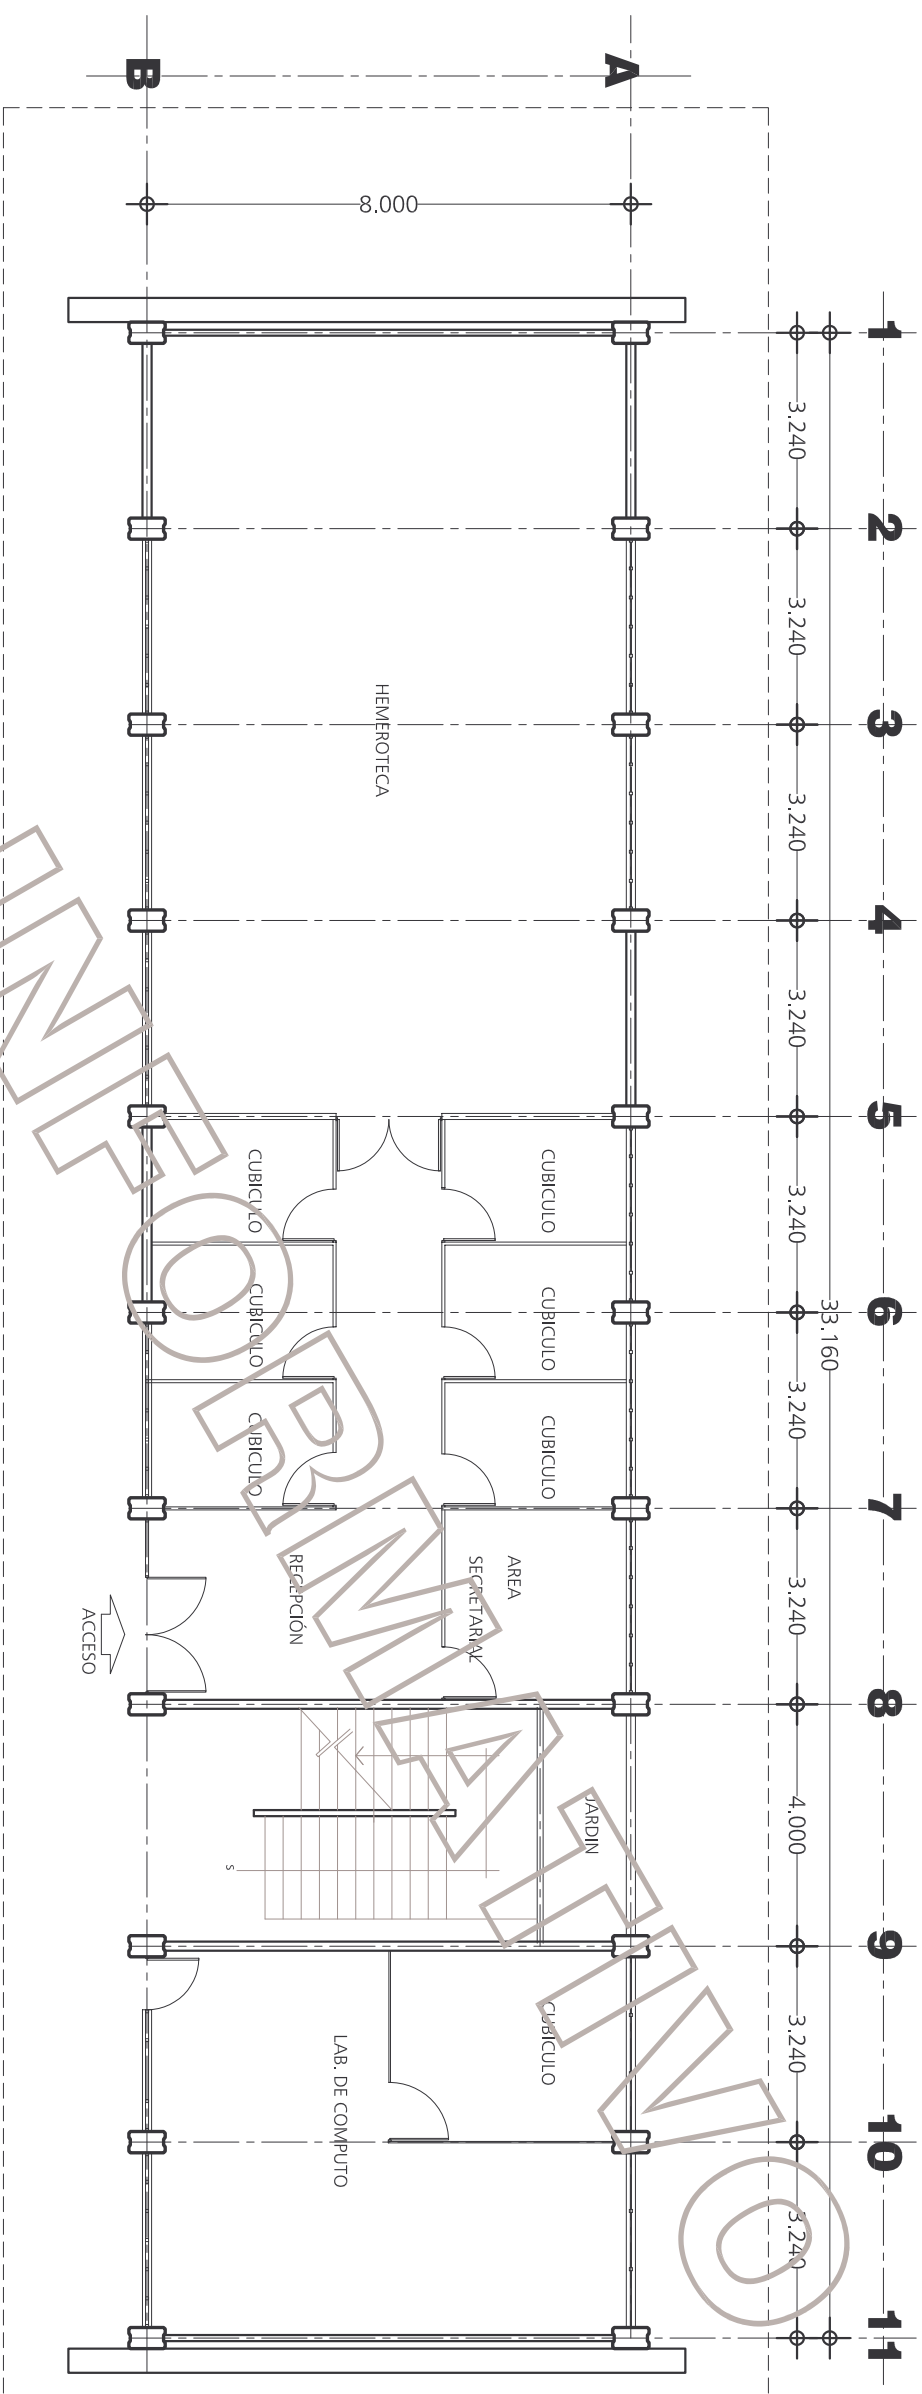 1
2
3
4
5
6
7
8
9
10
11
33.160
3.240
3.240
3.240
3.240
3.240
3.240
3.240
4.000
3.240
3.240
A
B
8.000
HEMEROTECA
CUBICULO
CUBICULO
CUBICULO
CUBICULO
CUBICULO
CUBICULO
AREA
SECRETARIAL
RECEPCIÓN
ACCESO
JARDIN
S
CUBICULO
LAB. DE COMPUTO
INFORMATIVO